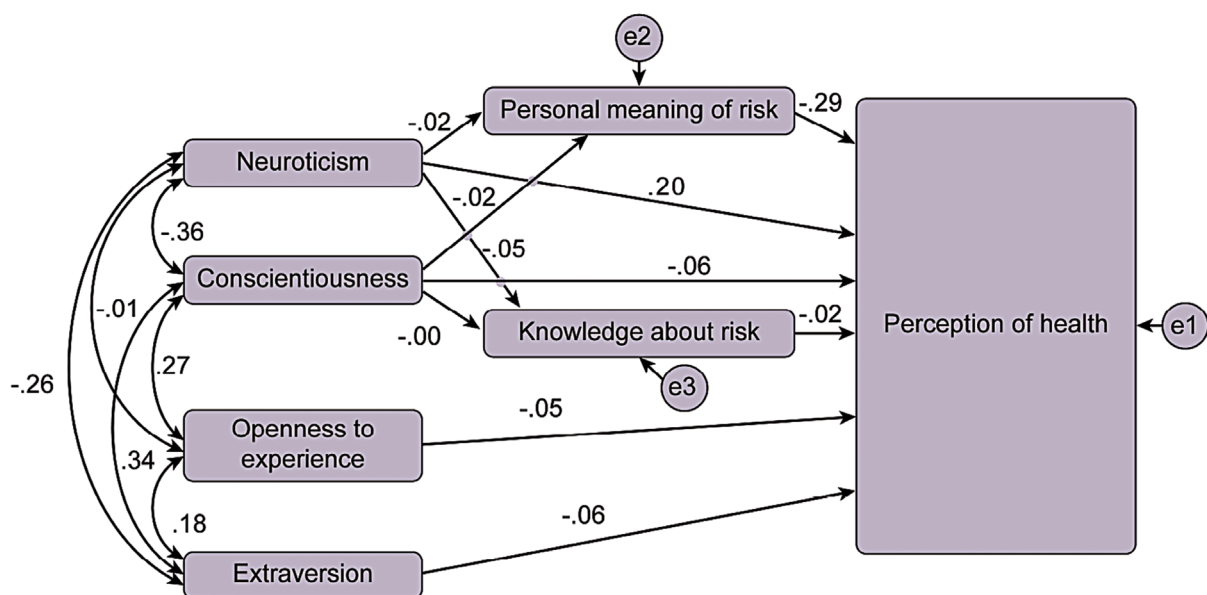 e2
Personal meaning of risk
-.29
-.02
Neuroticism
.20
-.02
-.36
-.05
Conscientiousness
-.06
-.01
-.00
Knowledge about risk
-.02
Perception of health
e1
.27
-.26
e3
-.05
Openness to
experience
.34
.18
-.06
Extraversion